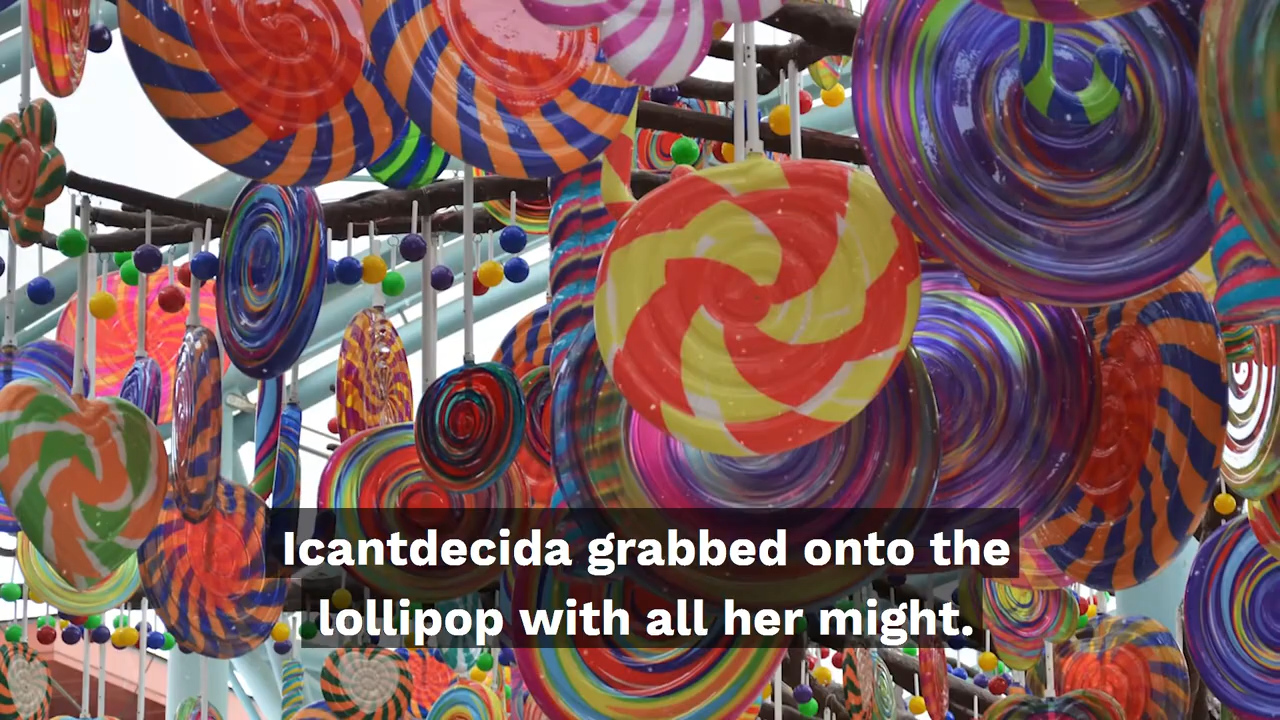 Icantdecida grabbed onto the
lollipop with all her might.